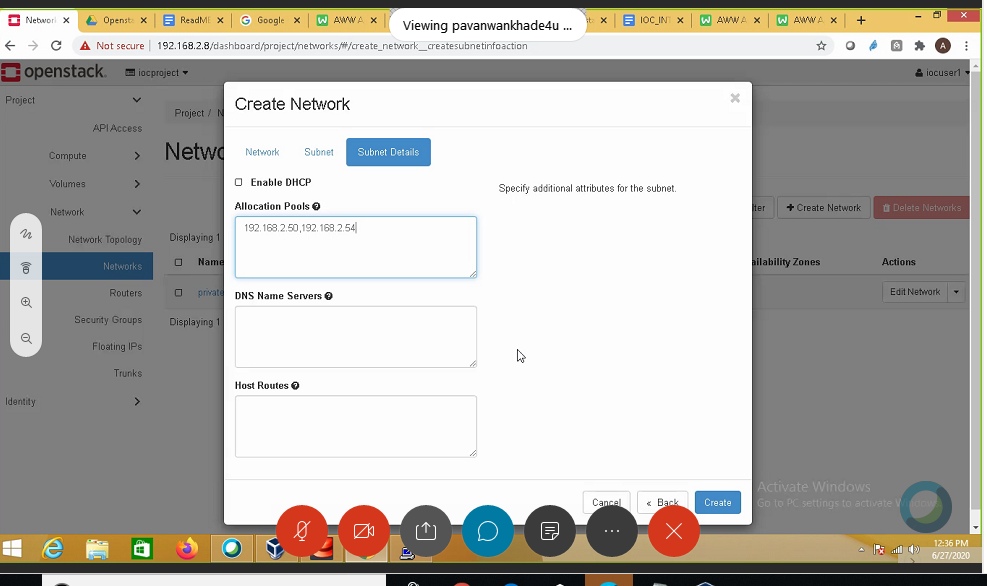 Network
Openst
ReadME
Google
AWW A
Viewing pavanwankhade4u ...
IOC_INT
AWW A
AWW A
Not secure
192.168.2.8/dashboard/project/networks/#/create_network__createsubnetinfoaction
A
openstack.
iocproject
iocuser1
Project
API Access
Compute
Volumes
Network
Network Topology
Networks
Routers
Security Groups
Floating IPs
Trunks
Identity
Project /
Create Network
Network
Subnet
Subnet Details
Enable DHCP
Specify additional attributes for the subnet.
Allocation Pools
192.168.2.50,192.168.2.54
DNS Name Servers
Host Routes
Cancel
« Back
Create
Create Network
Delete Networks
Displaying 1
Name
Availability Zones
Actions
private
Edit Network
Displaying 1
Activate Windows
Go to PC settings to activate
12:36 PM
6/27/2020